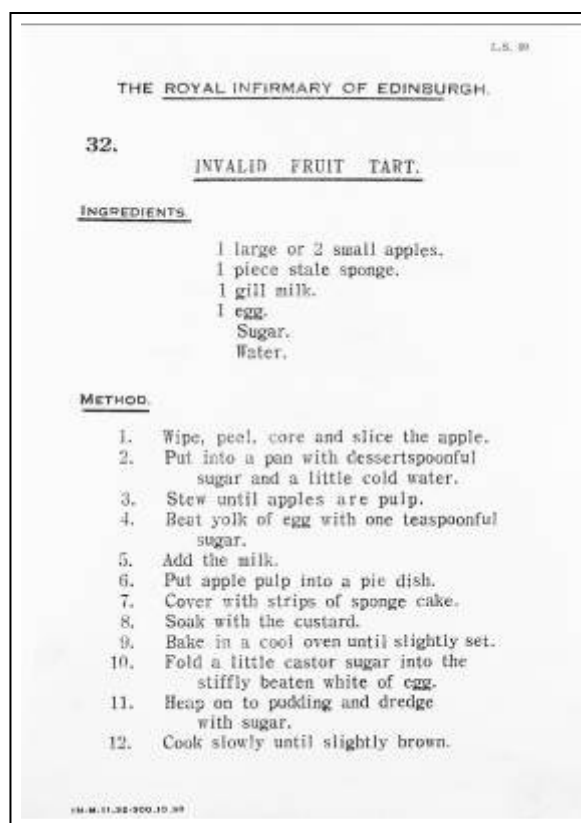 THE ROYAL INFIRMARY OF EDINBURGH.
32.
INVALID FRUIT TART.
INGREDIENTS.
1 large or 2 small apples.
1 piece stale sponge.
1 gill milk.
1 egg.
Sugar.
Water.
METHOD.
1. Wipe, peel, core and slice the apple.
2. Put into a pan with dessertspoonful
sugar and a little cold water.
3. Stew until apples are pulp.
4. Beat yolk of egg with one teaspoonful
sugar.
5. Add the milk.
6. Put apple pulp into a pie dish.
7. Cover with strips of sponge cake.
8. Soak with the custard.
9. Bake in a cool oven until slightly set.
10. Fold a little castor sugar into the
stiffly beaten white of egg.
11. Heap on to pudding and dredge
with sugar.
12. Cook slowly until slightly brown.